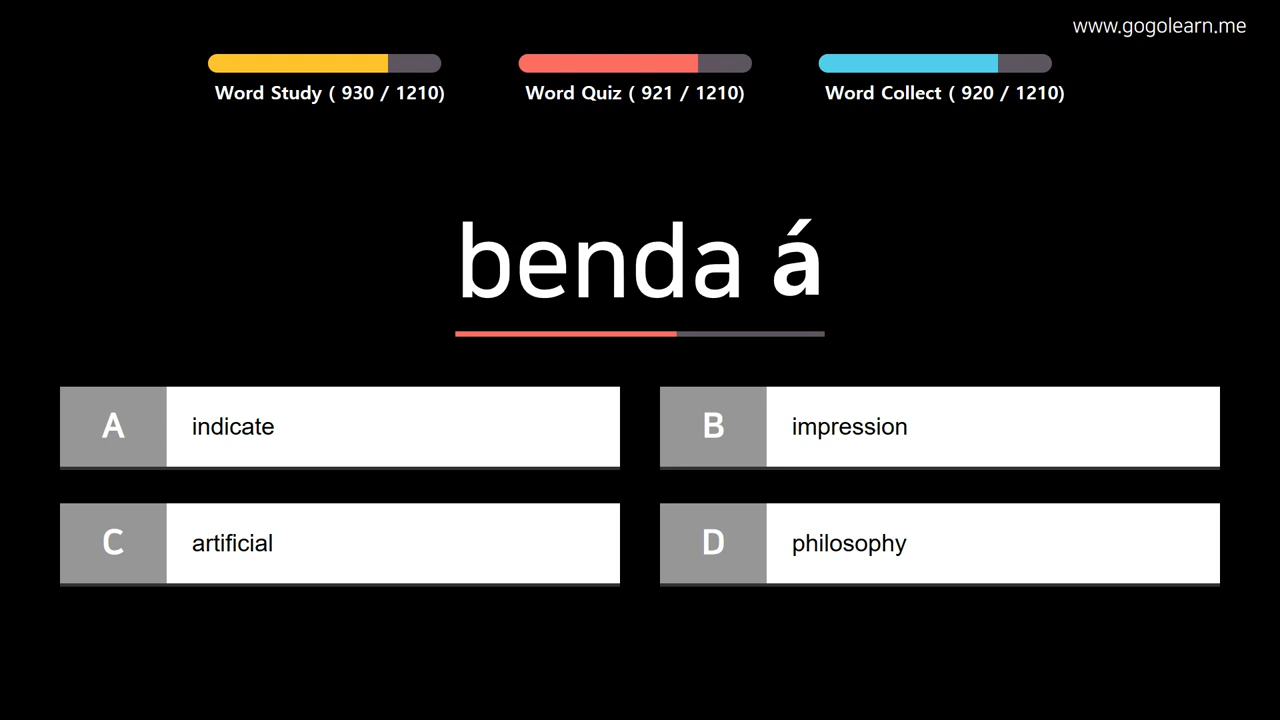 www.gogolearn.me
Word Study ( 930 / 1210)
Word Quiz ( 921 / 1210)
Word Collect ( 920 / 1210)
benda á
A indicate
B impression
C artificial
D philosophy